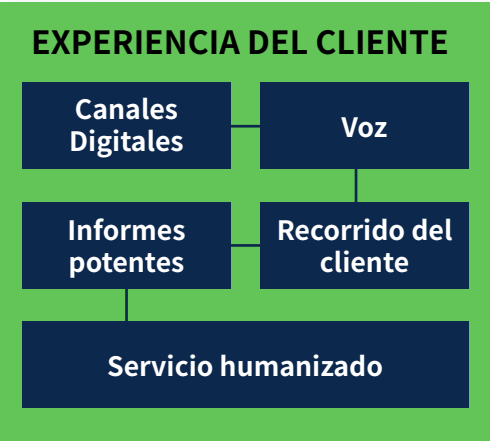 EXPERIENCIA DEL CLIENTE
Canales
Digitales
Voz
Informes
potentes
Recorrido del
cliente
Servicio humanizado